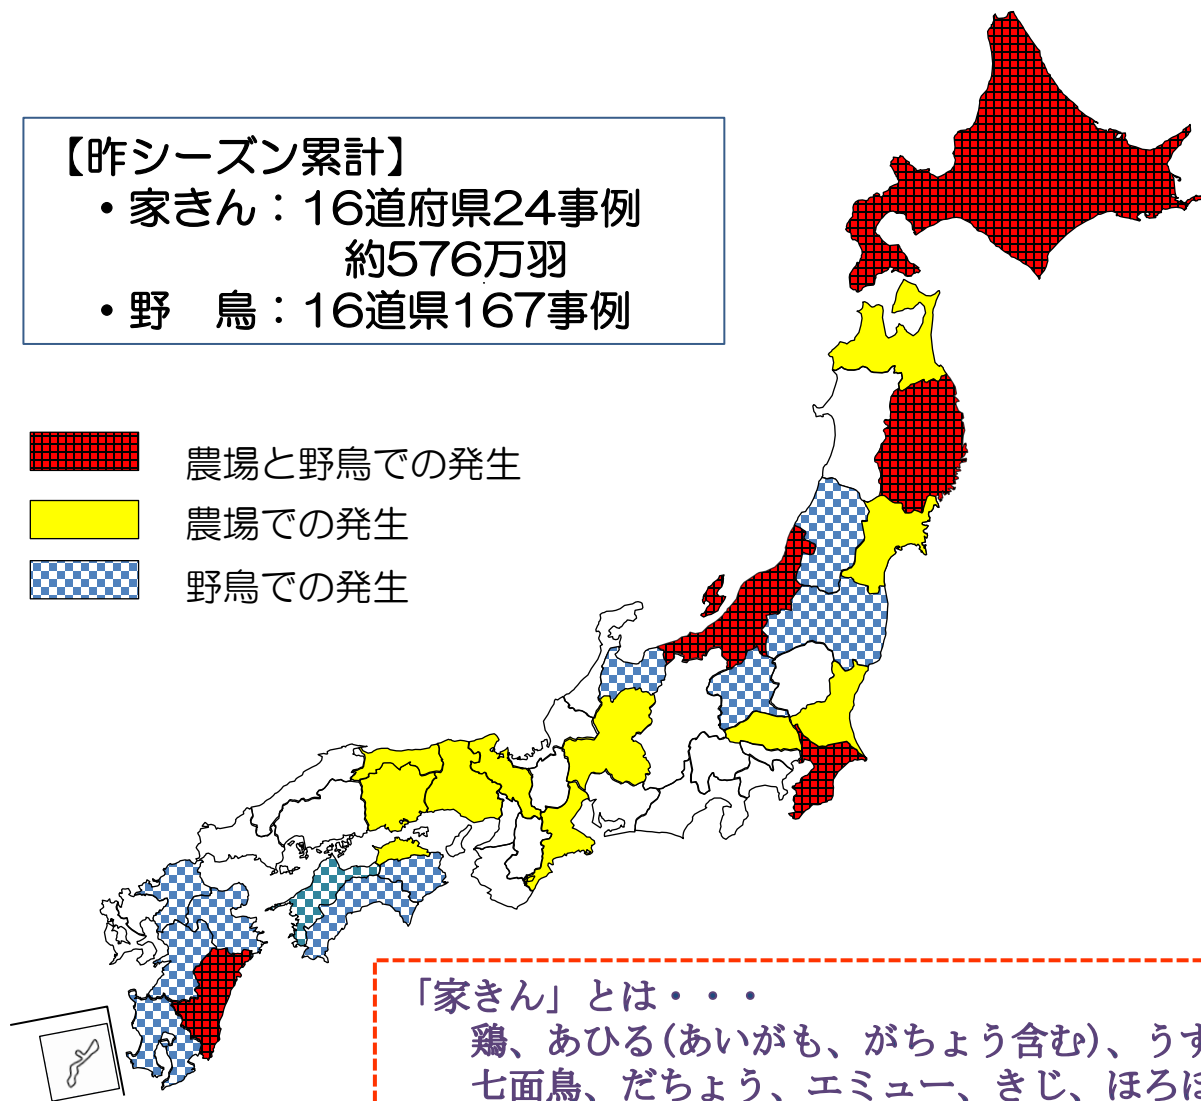 【昨シーズン累計】
・家きん：16道府県24事例
約576万羽
・野　鳥：16道県167事例
農場と野鳥での発生
農場での発生
野鳥での発生
「家きん」とは・・・
鶏、あひる(あいがも、がちょう含む)、うず
七面鳥、だちょう、エミュー、きじ、ほろほ